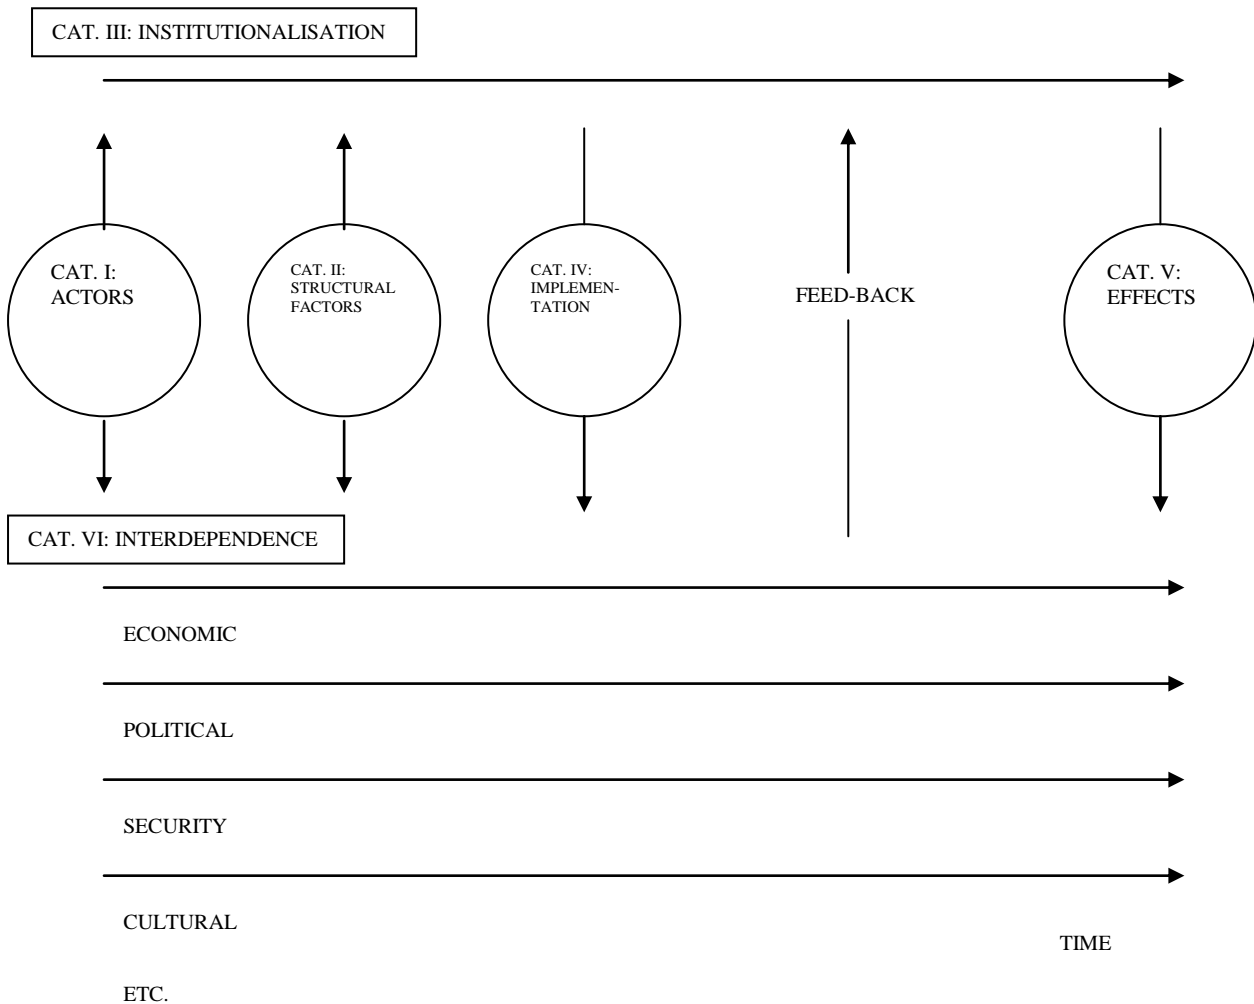 CAT. III: INSTITUTIONALISATION
CAT. I:
ACTORS
CAT. II:
STRUCTURAL
FACTORS
CAT. IV:
IMPLEMEN-
TATION
FEED-BACK
CAT. V:
EFFECTS
CAT. VI: INTERDEPENDENCE
ECONOMIC
POLITICAL
SECURITY
CULTURAL
TIME
ETC.